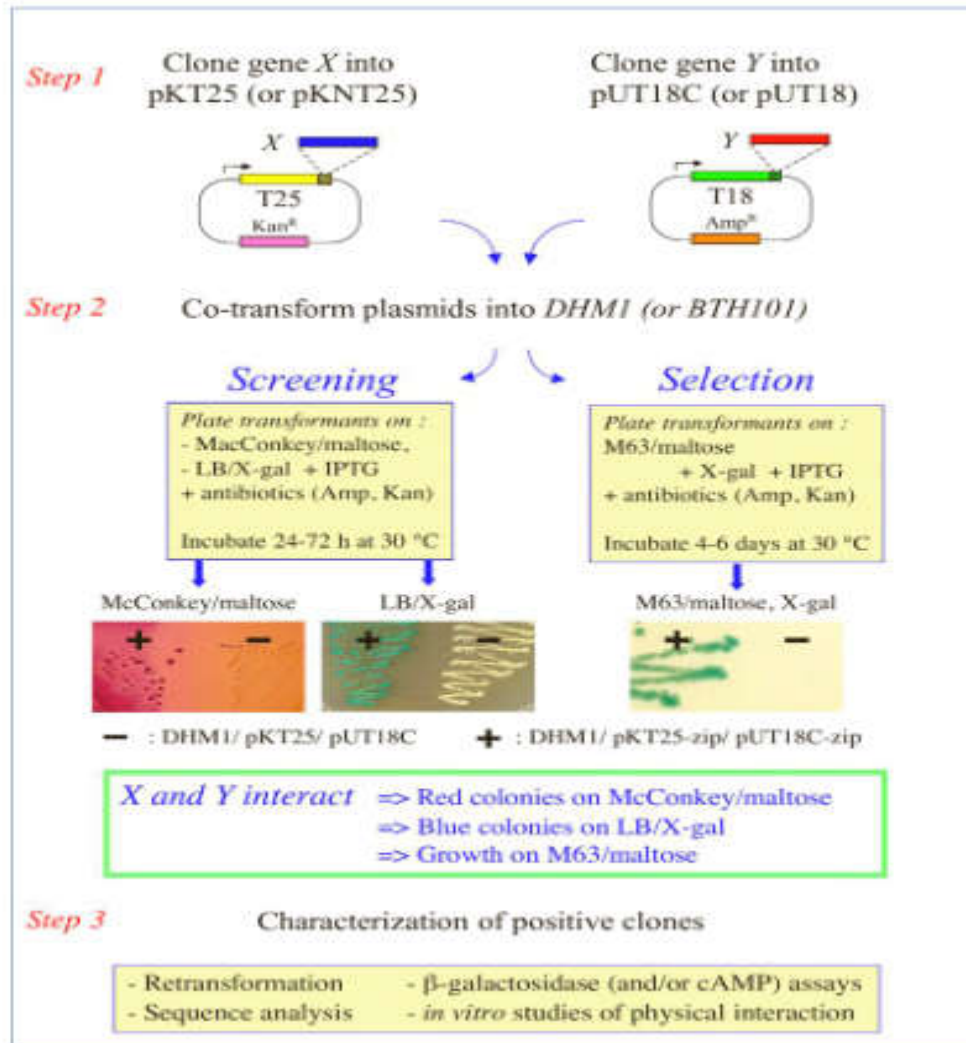 Step 1
Clone gene X into
pKT25 (or pKNT25)
Clone gene Y into
pUT18C (or pUT18)
X
T25
Kanᴿ
Y
T18
Ampᴿ
Step 2
Co-transform plasmids into DHM1 (or BTH101)
Screening
Plate transformants on :
- MacConkey/maltose,
- LB/X-gal + IPTG
+ antibiotics (Amp, Kan)
Incubate 24-72 h at 30 °C
Selection
Plate transformants on :
M63/maltose
+ X-gal + IPTG
+ antibiotics (Amp, Kan)
Incubate 4-6 days at 30 °C
McConkey/maltose
+ −
LB/X-gal
+ −
M63/maltose, X-gal
+ −
− : DHM1/ pKT25/ pUT18C
+ : DHM1/ pKT25-zip/ pUT18C-zip
X and Y interact => Red colonies on McConkey/maltose
=> Blue colonies on LB/X-gal
=> Growth on M63/maltose
Step 3
Characterization of positive clones
- Retransformation
- Sequence analysis
- β-galactosidase (and/or cAMP) assays
- in vitro studies of physical interaction